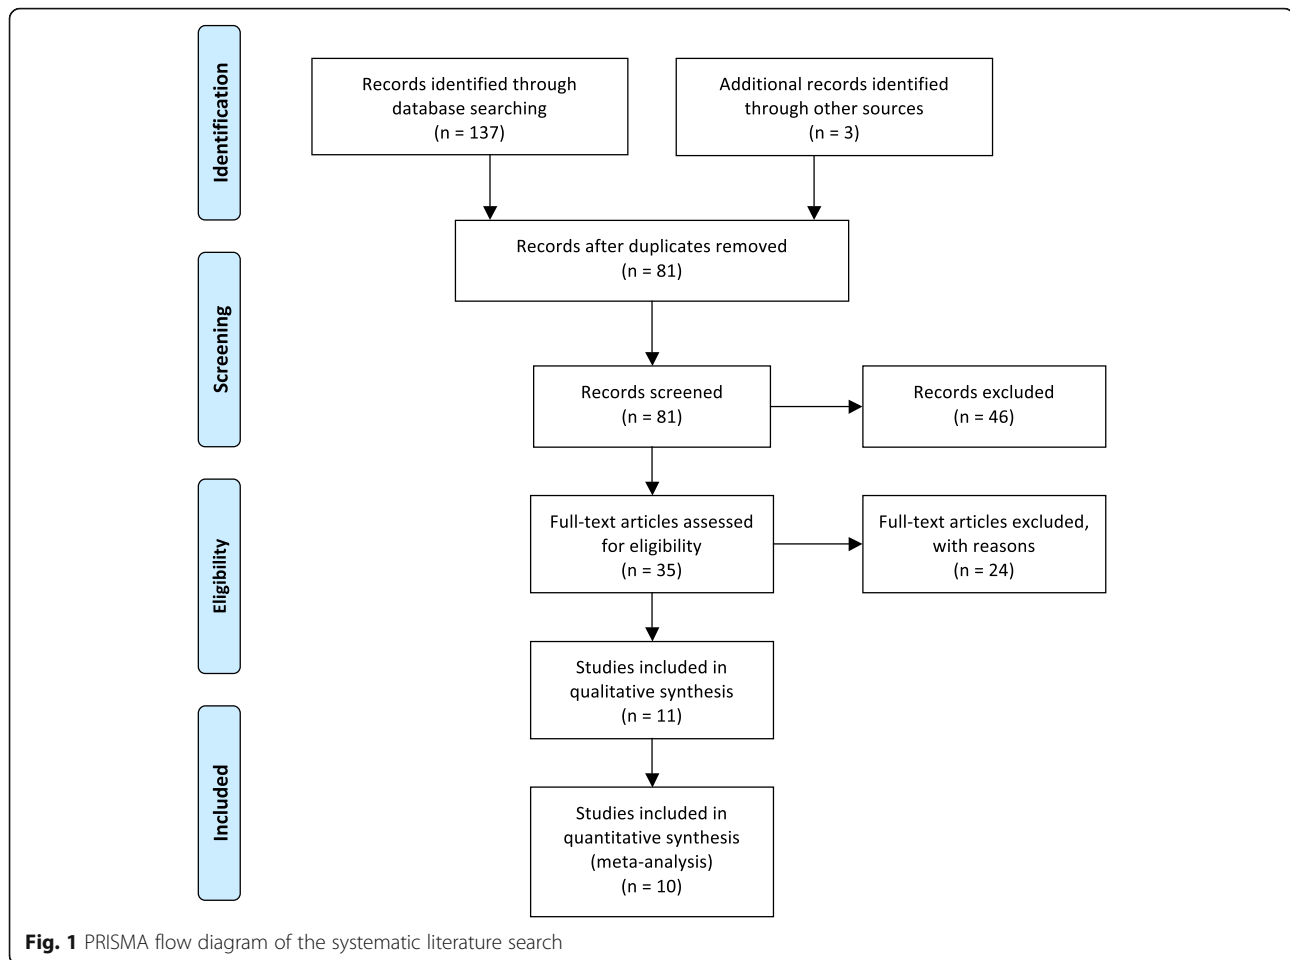 Identification
Records identified through
database searching
(n = 137)
Additional records identified
through other sources
(n = 3)
Records after duplicates removed
(n = 81)
Screening
Records screened
(n = 81)
Records excluded
(n = 46)
Eligibility
Full-text articles assessed
for eligibility
(n = 35)
Full-text articles excluded,
with reasons
(n = 24)
Studies included in
qualitative synthesis
(n = 11)
Included
Studies included in
quantitative synthesis
(meta-analysis)
(n = 10)
Fig. 1 PRISMA flow diagram of the systematic literature search